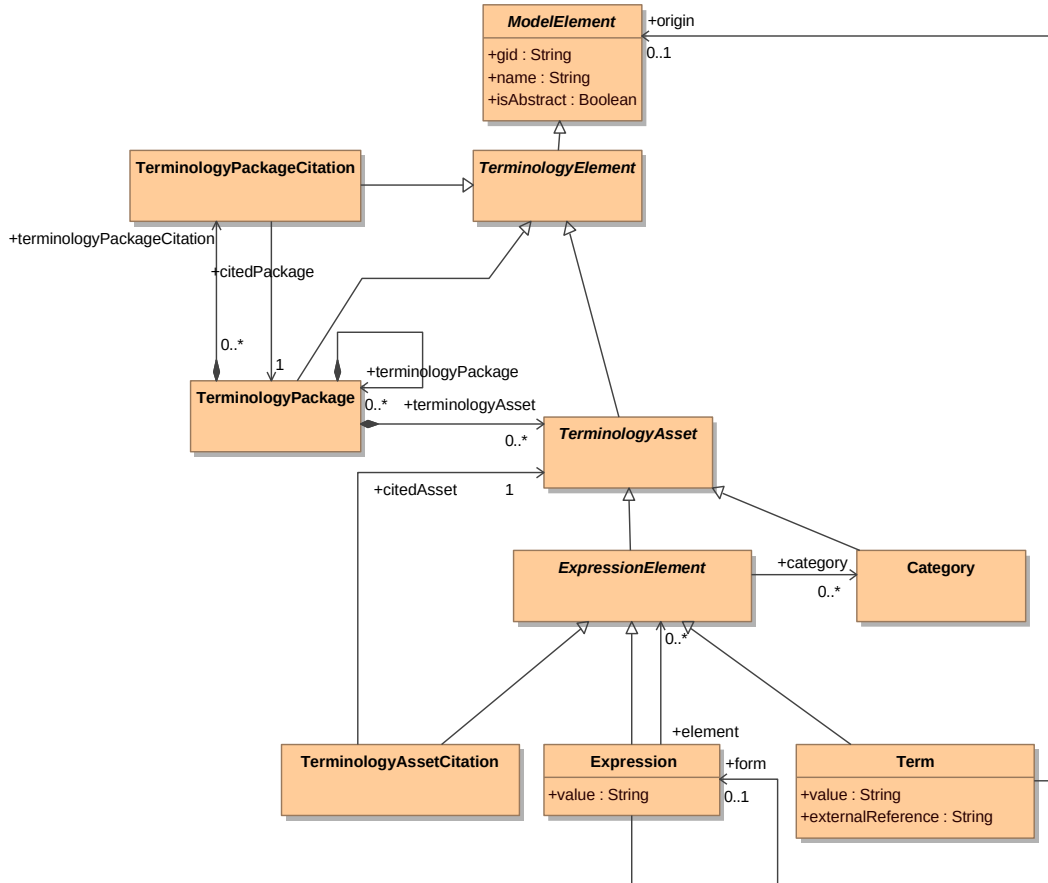 ModelElement
+gid : String
+name : String
+isAbstract : Boolean
+origin
0..1
TerminologyPackageCitation
TerminologyElement
+terminologyPackageCitation
+citedPackage
0..*
1
TerminologyPackage
+terminologyPackage
0..*
+terminologyAsset
0..*
TerminologyAsset
+citedAsset
1
ExpressionElement
+category
0..*
Category
0..*
+element
TerminologyAssetCitation
Expression
+value : String
+form
0..1
Term
+value : String
+externalReference : String